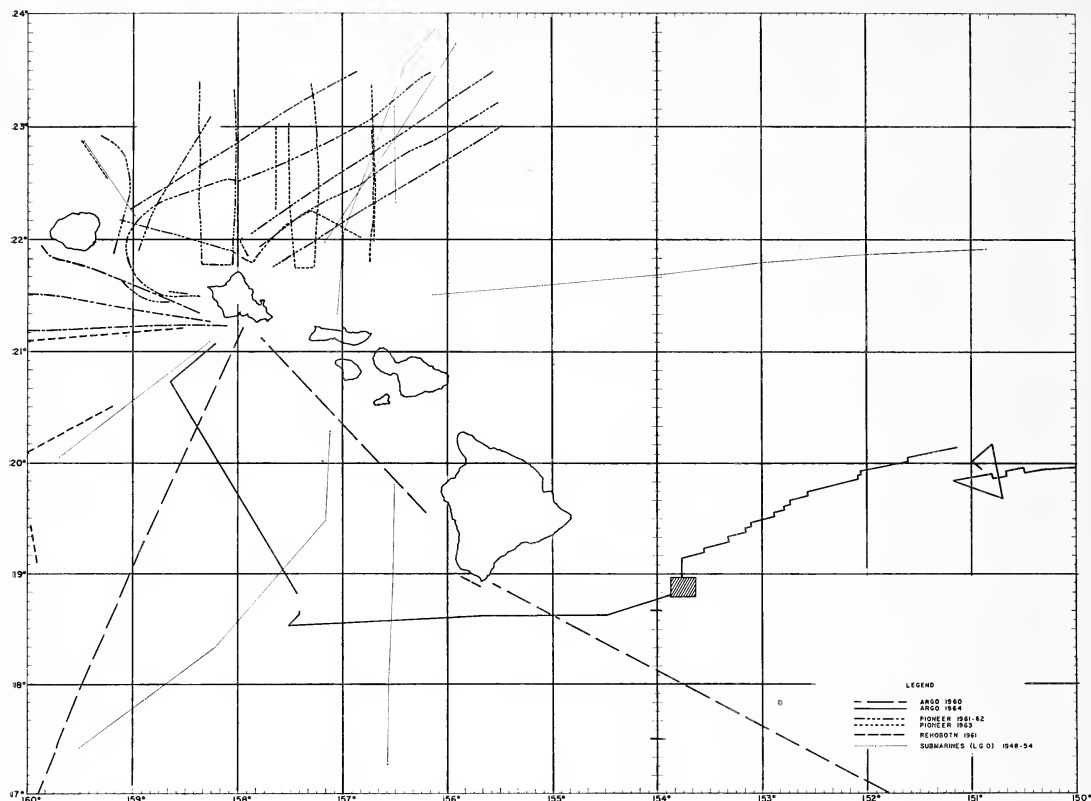 24°
23°
22°
21°
20°
19°
18°
17°
160°
159°
158°
157°
156°
155°
154°
153°
152°
151°
150°
LEGEND
ARGO 1960
ARGO 1964
PIONEER 1961-62
PIONEER 1963
REHOBOTH 1961
SUBMARINES (L G O) 1948-54